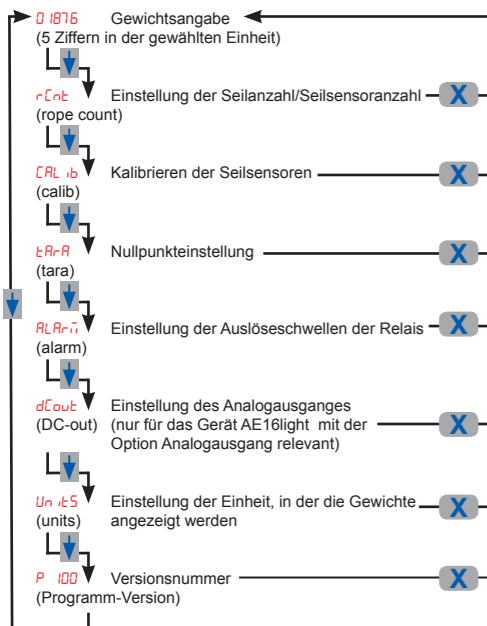 01876 Gewichtsangabe
(5 Ziffern in der gewählten Einheit)
rCnt Einstellung der Seilanzahl/Seilsensoranzahl X
(rope count)
CALib Kalibrieren der Seilsensoren X
(calib)
tArA Nullpunkteinstellung X
(tara)
ALArm Einstellung der Auslöseschwellen der Relais X
(alarm)
dCout Einstellung des Analogausganges
(DC-out) (nur für das Gerät AE16light mit der X
Option Analogausgang relevant)
UnitS Einstellung der Einheit, in der die Gewichte X
(units) angezeigt werden
P 100 Versionsnummer X
(Programm-Version)